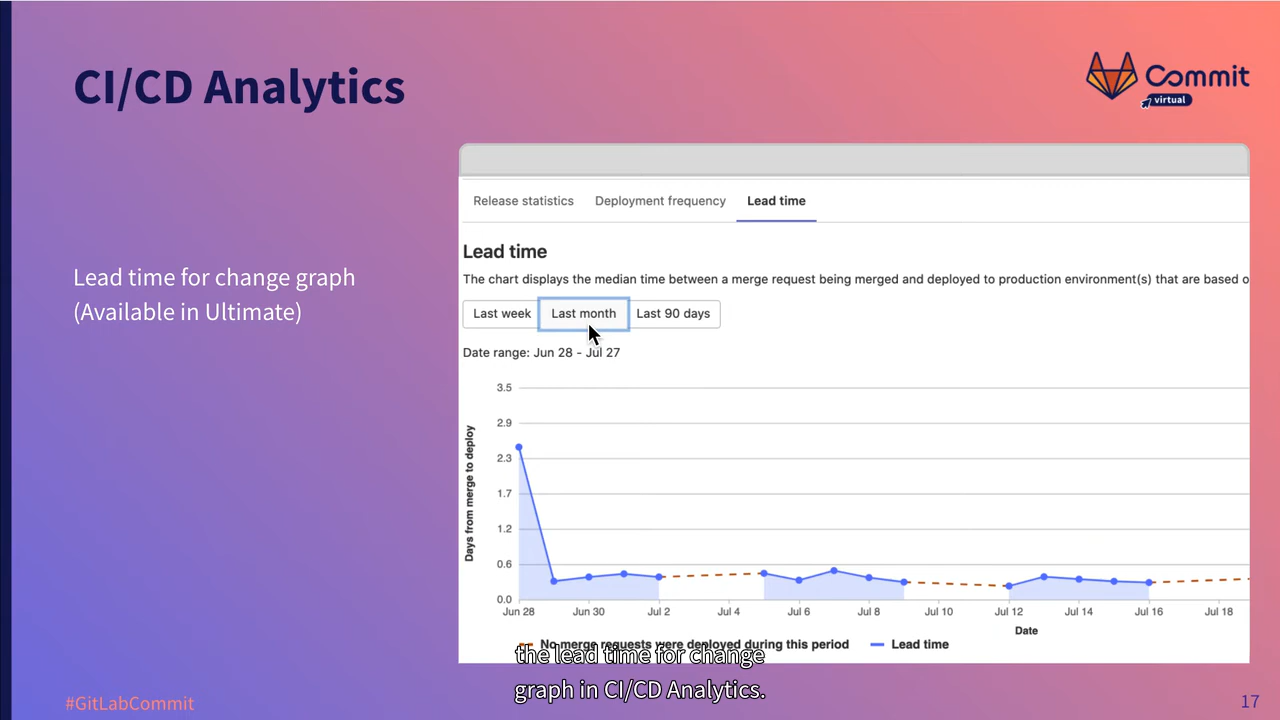 CI/CD Analytics
Commit
virtual
Lead time for change graph
(Available in Ultimate)
Release statistics Deployment frequency Lead time
Lead time
The chart displays the median time between a merge request being merged and deployed to production environment(s) that are based o
Last week Last month Last 90 days
Date range: Jun 28 - Jul 27
Days from merge to deploy
3.5
2.9
2.3
1.7
1.2
0.6
0.0
Jun 28 Jun 30 Jul 2 Jul 4 Jul 6 Jul 8 Jul 10 Jul 12 Jul 14 Jul 16 Jul 18
Date
No merge requests were deployed during this period Lead time
the lead time for change
graph in CI/CD Analytics.
#GitLabCommit
17